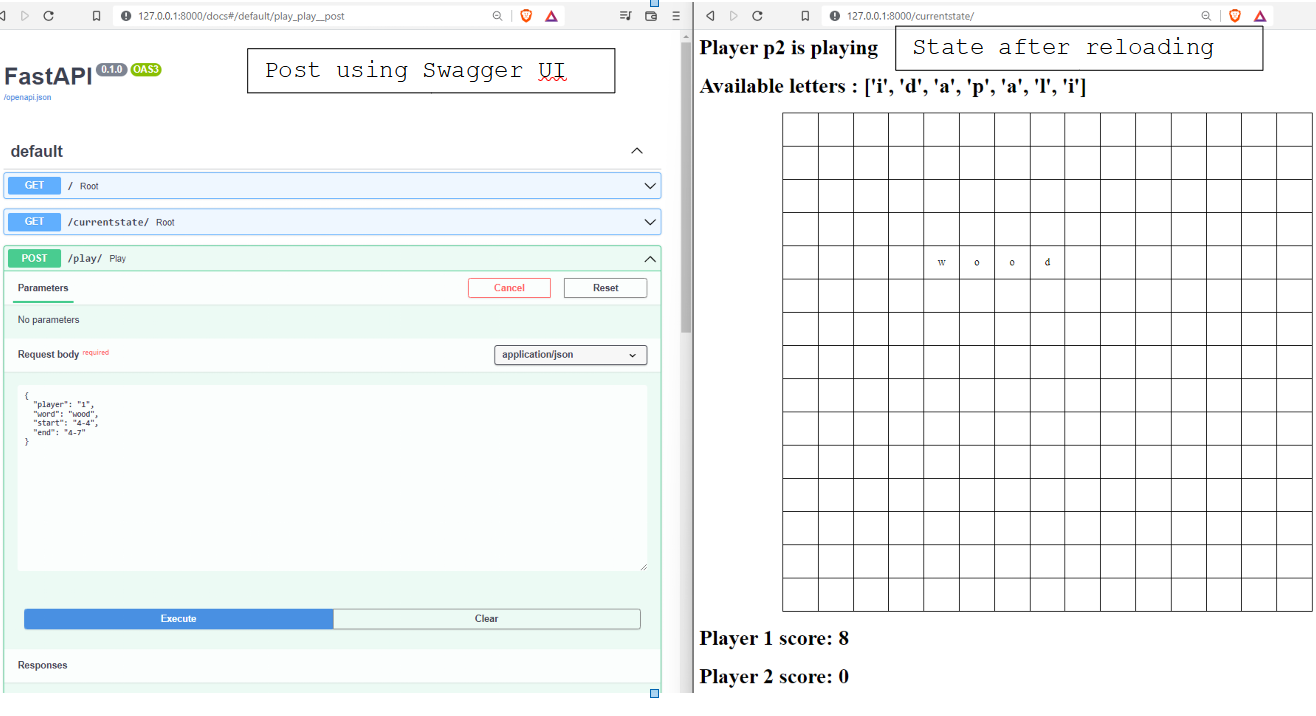 127.0.0.1:8000/docs#/default/play_play__post
FastAPI 0.1.0 OAS3
/openapi.json
Post using Swagger UI
default
GET / Root
GET /currentstate/ Root
POST /play/ Play
Parameters
Cancel
Reset
No parameters
Request body required
application/json
{
"player": "1",
"word": "wood",
"start": "4-4",
"end": "4-7"
}
Execute
Clear
Responses
127.0.0.1:8000/currentstate/
Player p2 is playing
State after reloading
Available letters : ['i', 'd', 'a', 'p', 'a', 'l', 'i']
w o o d
Player 1 score: 8
Player 2 score: 0